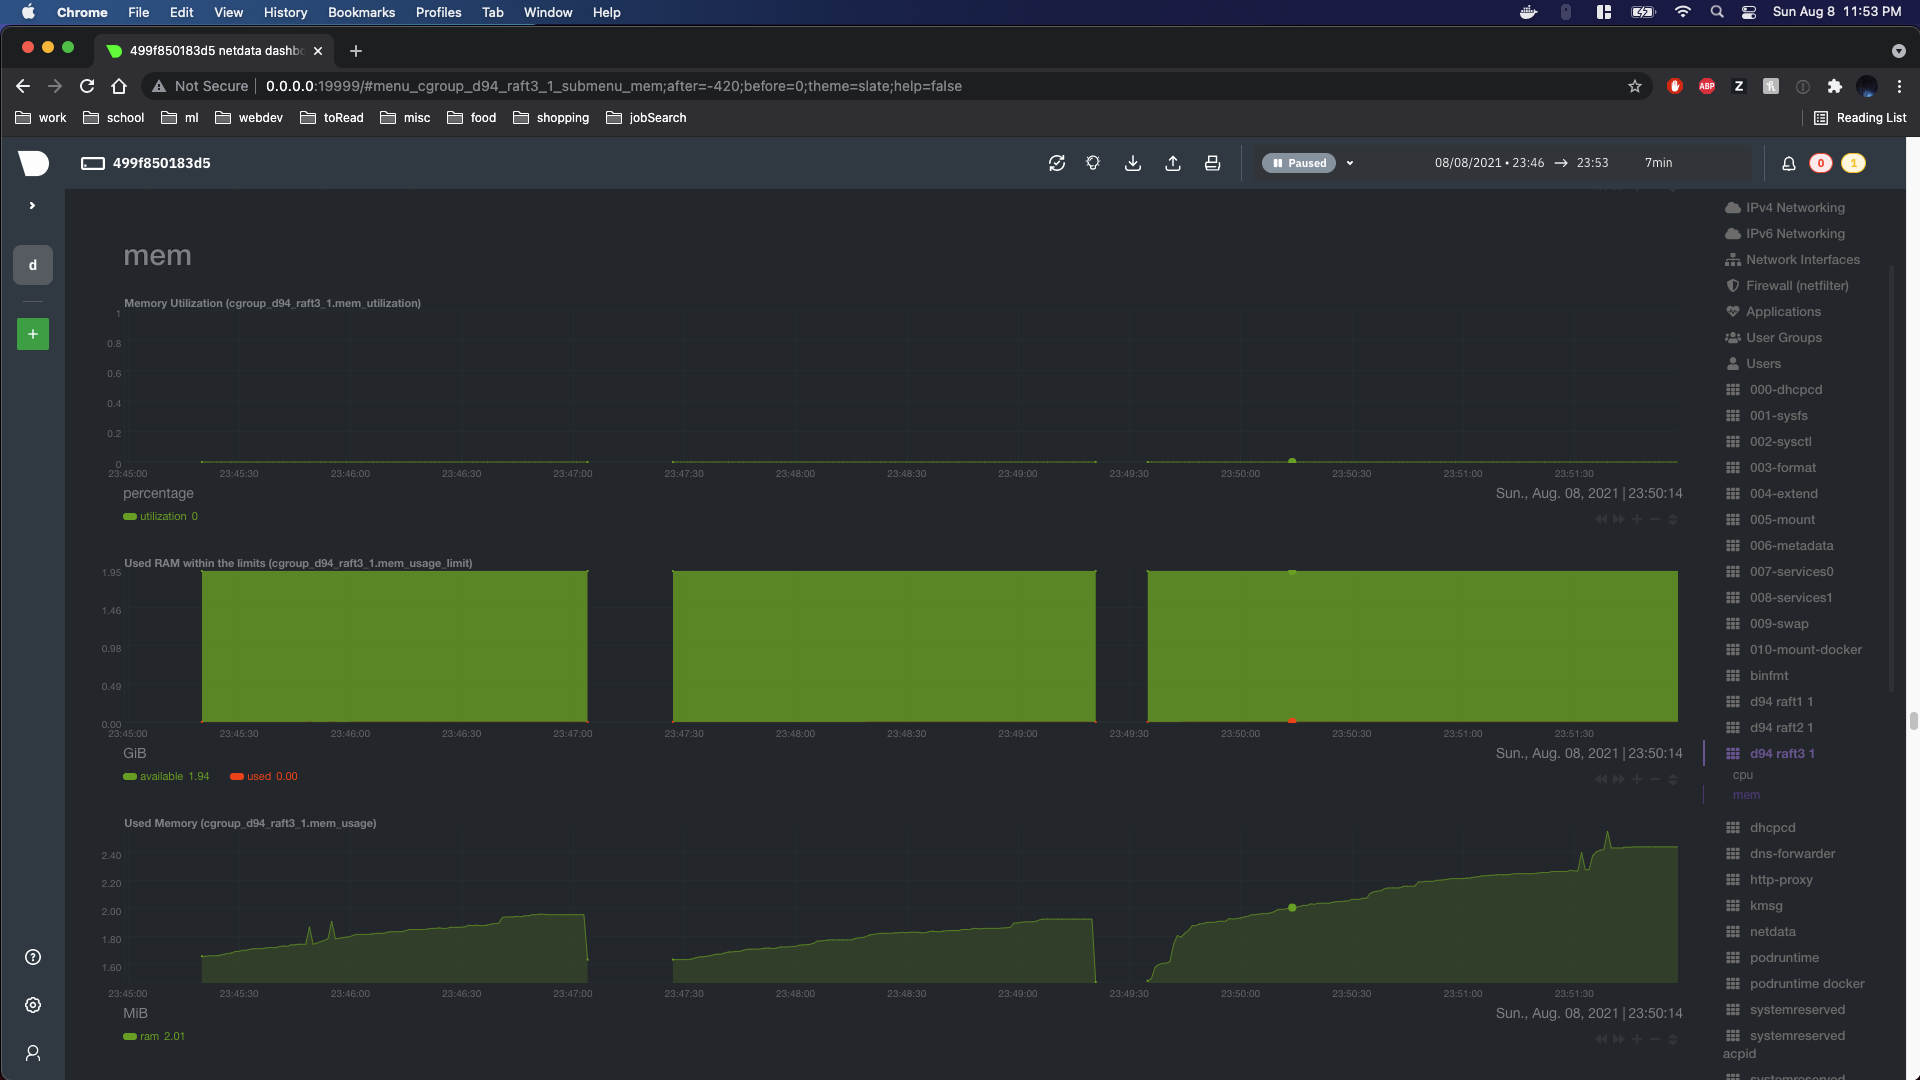 Chrome File Edit View History Bookmarks Profiles Tab Window Help Sun Aug 8 11:53 PM
499f850183d5 netdata dashb
Not Secure 0.0.0.0:19999/#menu_cgroup_d94_raft3_1_submenu_mem;after=-420;before=0;theme=slate;help=false
ABP Z
work school ml webdev toRead misc food shopping jobSearch Reading List
499f850183d5 Paused 08/08/2021 • 23:46 → 23:53 7min 0 1
d
+
mem
Memory Utilization (cgroup_d94_raft3_1.mem_utilization)
1
0.8
0.6
0.4
0.2
0
23:45:00 23:45:30 23:46:00 23:46:30 23:47:00 23:47:30 23:48:00 23:48:30 23:49:00 23:49:30 23:50:00 23:50:30 23:51:00 23:51:30
percentage Sun., Aug. 08, 2021 | 23:50:14
utilization 0
Used RAM within the limits (cgroup_d94_raft3_1.mem_usage_limit)
1.95
1.46
0.98
0.49
0.00
23:45:00 23:45:30 23:46:00 23:46:30 23:47:00 23:47:30 23:48:00 23:48:30 23:49:00 23:49:30 23:50:00 23:50:30 23:51:00 23:51:30
GiB Sun., Aug. 08, 2021 | 23:50:14
available 1.94 used 0.00
Used Memory (cgroup_d94_raft3_1.mem_usage)
2.40
2.20
2.00
1.80
1.60
23:45:00 23:45:30 23:46:00 23:46:30 23:47:00 23:47:30 23:48:00 23:48:30 23:49:00 23:49:30 23:50:00 23:50:30 23:51:00 23:51:30
MiB Sun., Aug. 08, 2021 | 23:50:14
ram 2.01
IPv4 Networking
IPv6 Networking
Network Interfaces
Firewall (netfilter)
Applications
User Groups
Users
000-dhcpcd
001-sysfs
002-sysctl
003-format
004-extend
005-mount
006-metadata
007-services0
008-services1
009-swap
010-mount-docker
binfmt
d94 raft1 1
d94 raft2 1
d94 raft3 1
cpu
mem
dhcpcd
dns-forwarder
http-proxy
kmsg
netdata
podruntime
podruntime docker
systemreserved
systemreserved
acpid
systemreserved